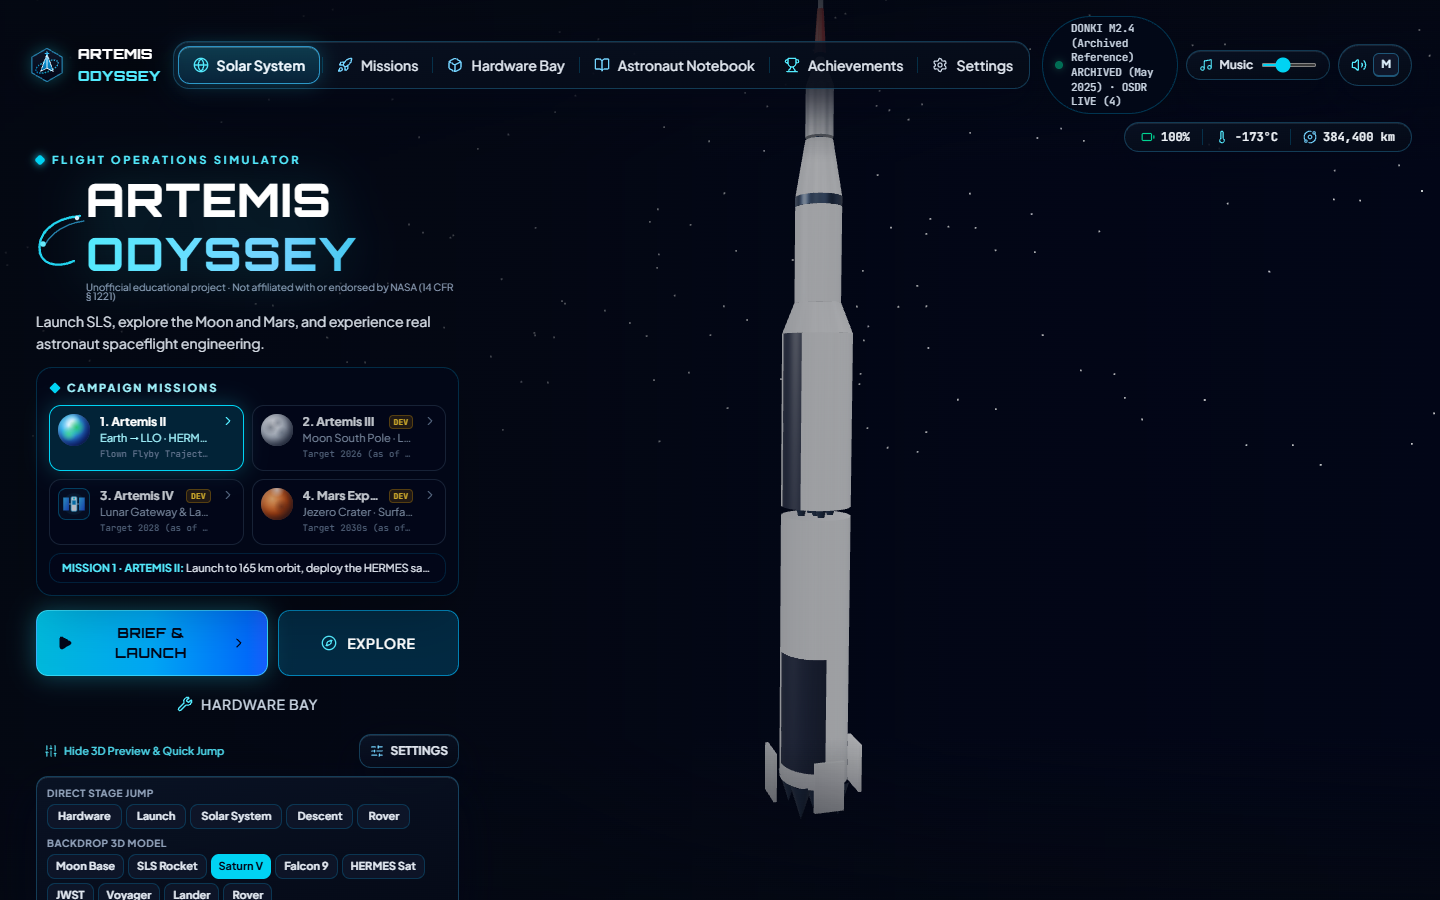 ARTEMIS
ODYSSEY
Solar System
Missions
Hardware Bay
Astronaut Notebook
Achievements
Settings
DONKI M2.4
(Archived
Reference)
ARCHIVED (May
2025) · OSDR
LIVE (4)
Music
M
100%
-173°C
384,400 km
FLIGHT OPERATIONS SIMULATOR
ARTEMIS
ODYSSEY
Unofficial educational project · Not affiliated with or endorsed by NASA (14 CFR
§ 1221)
Launch SLS, explore the Moon and Mars, and experience real
astronaut spaceflight engineering.
CAMPAIGN MISSIONS
1. Artemis II
Earth → LLO · HERM...
Flown Flyby Traject…
2. Artemis III
DEV
Moon South Pole · L...
Target 2026 (as of …
3. Artemis IV
DEV
Lunar Gateway & La...
Target 2028 (as of …
4. Mars Exp...
DEV
Jezero Crater · Surfa...
Target 2030s (as of…
MISSION 1 · ARTEMIS II: Launch to 165 km orbit, deploy the HERMES sa...
BRIEF &
LAUNCH
EXPLORE
HARDWARE BAY
Hide 3D Preview & Quick Jump
SETTINGS
DIRECT STAGE JUMP
Hardware
Launch
Solar System
Descent
Rover
BACKDROP 3D MODEL
Moon Base
SLS Rocket
Saturn V
Falcon 9
HERMES Sat
JWST
Voyager
Lander
Rover